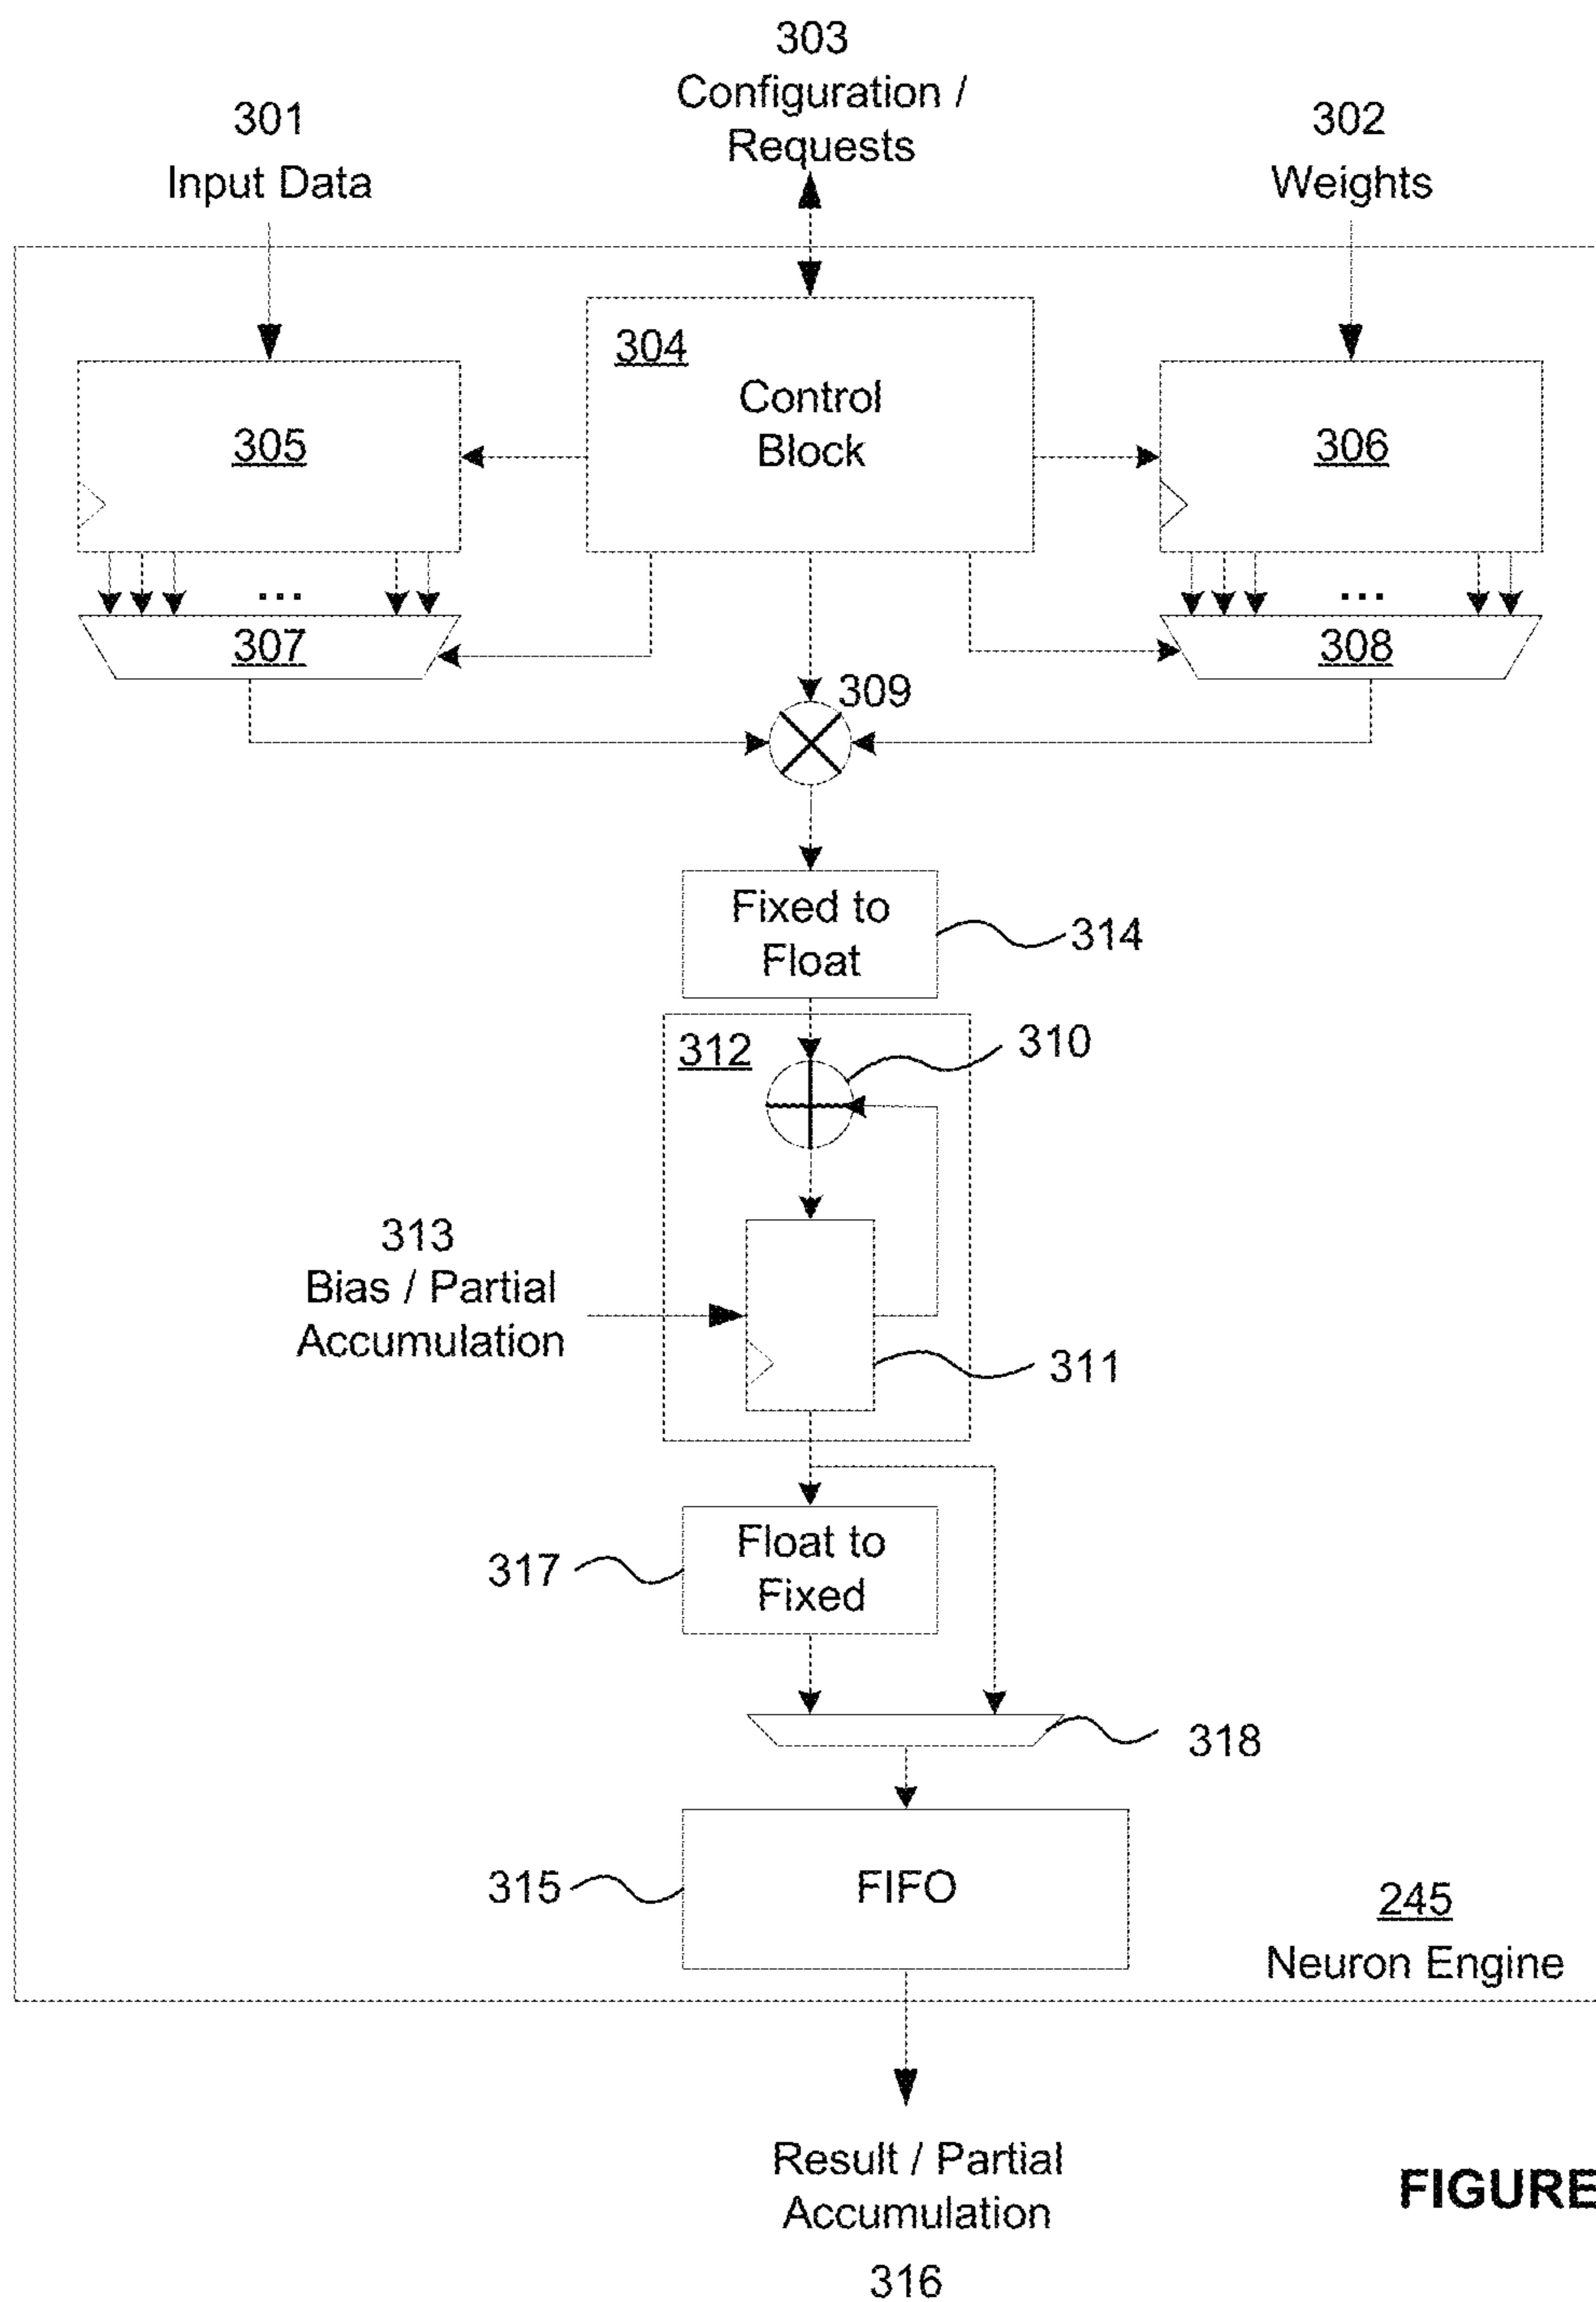 303
Configuration /
Requests
301
Input Data
302
Weights
304
Control
Block
305
306
...
...
307
308
309
Fixed to
Float
314
312
310
313
Bias / Partial
Accumulation
311
Float to
Fixed
317
318
315
FIFO
245
Neuron Engine
Result / Partial
Accumulation
316
FIGURE